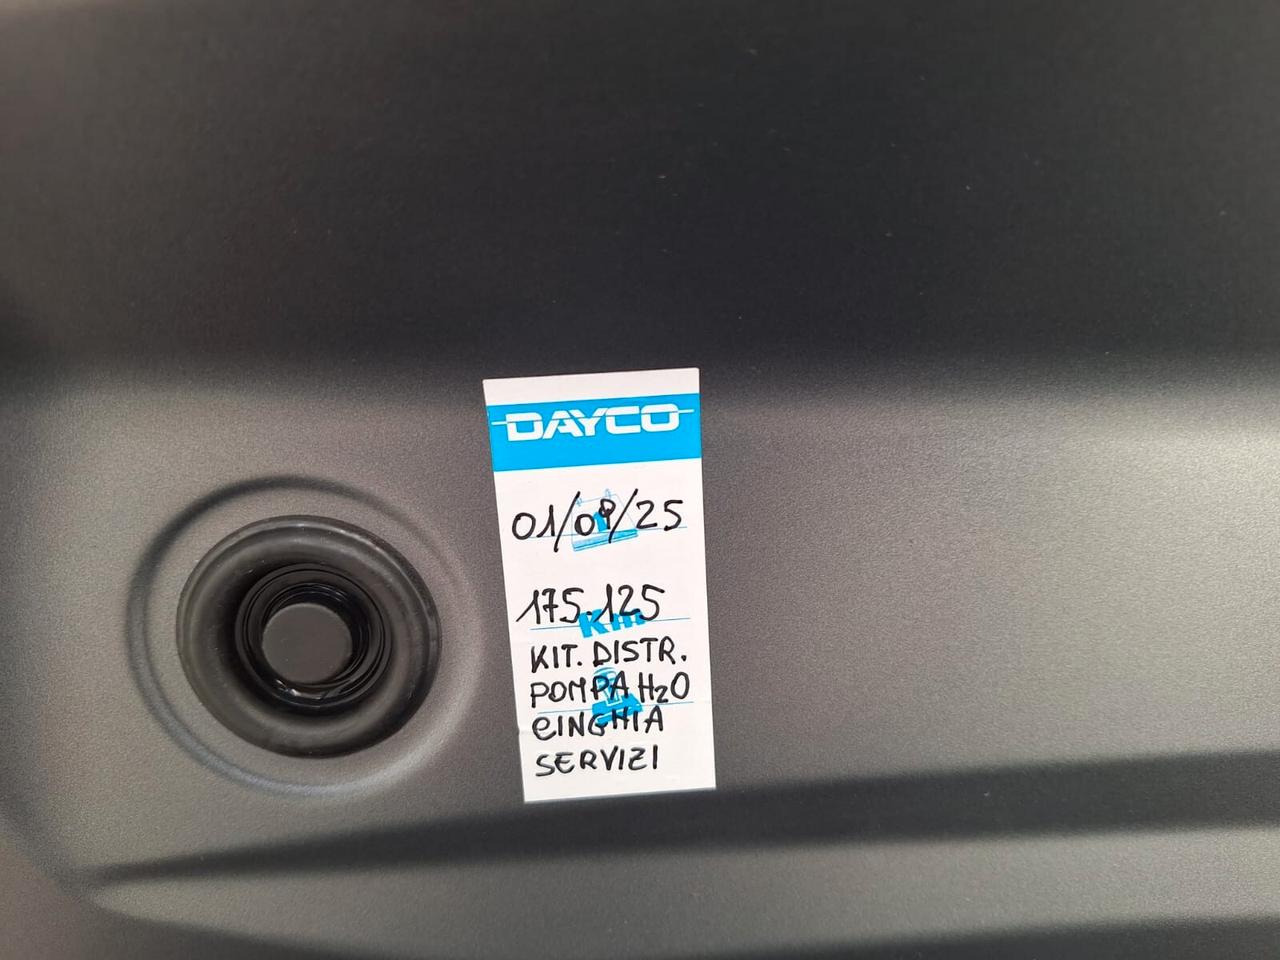 DAYCO
01/09/25
175.125
Km
KIT. DISTR.
POMPA H2O
CINGHIA
SERVIZI